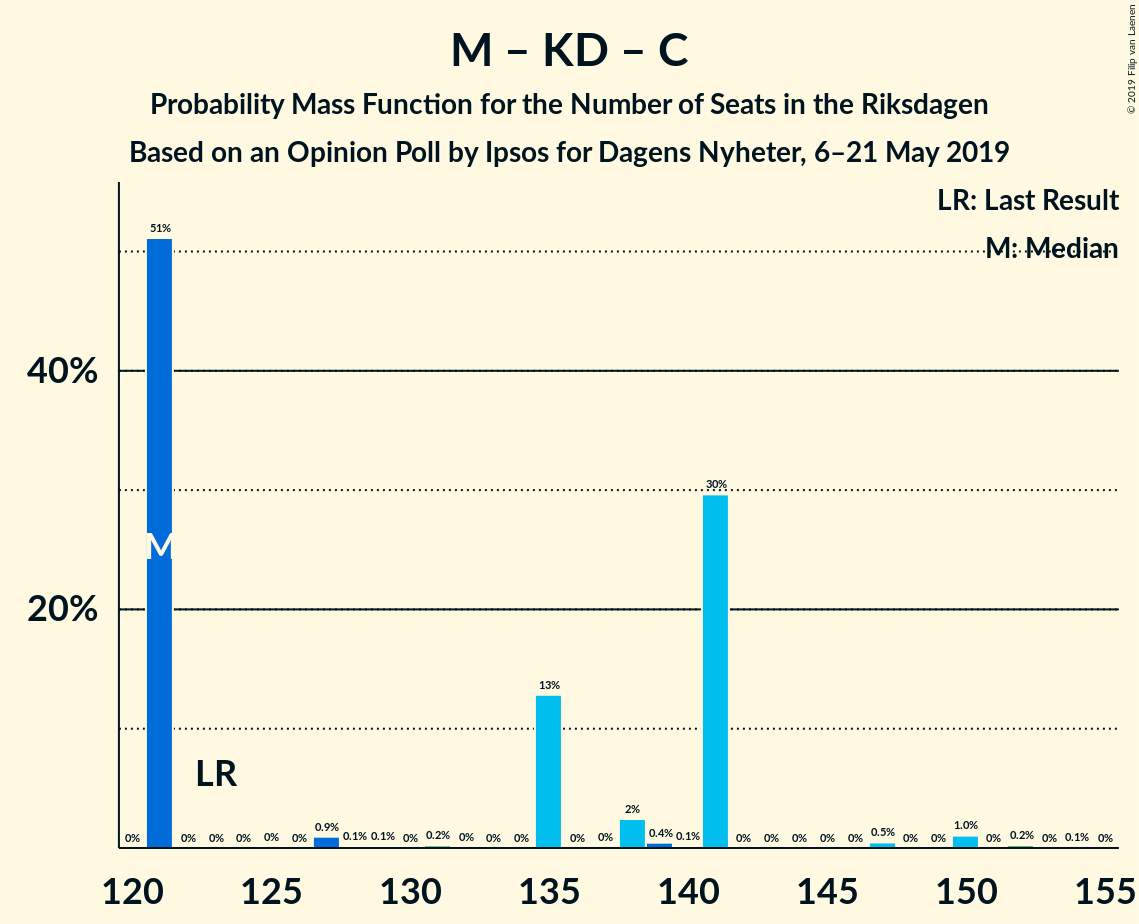 M – KD – C
Probability Mass Function for the Number of Seats in the Riksdagen
Based on an Opinion Poll by Ipsos for Dagens Nyheter, 6–21 May 2019
© 2019 Filip van Laenen
LR: Last Result
M: Median
51%
40%
30%
M
20%
13%
LR
2%
0% 0% 0% 0% 0% 0% 0.9% 0.1% 0.1% 0% 0.2% 0% 0% 0% 0% 0% 0.4% 0.1% 0% 0% 0% 0% 0% 0.5% 0% 0% 1.0% 0% 0.2% 0% 0.1% 0%
120 125 130 135 140 145 150 155